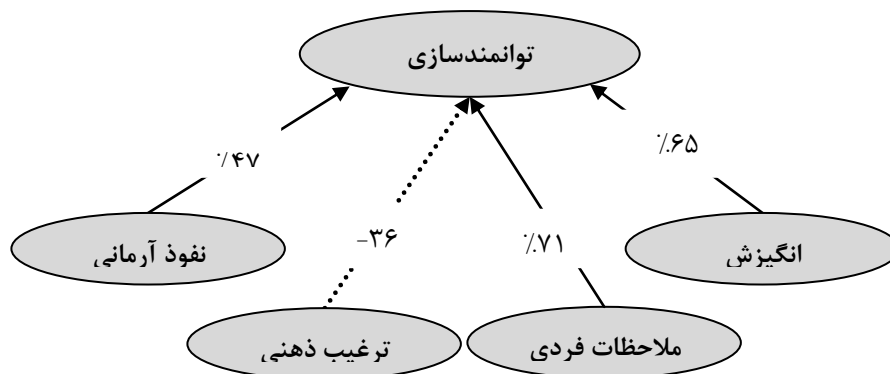 توانمندسازی
٪۶۵
٪۴۷
-۳۶
٪۷۱
انگیزش
نفوذ آرمانی
ملاحظات فردی
ترغیب ذهنی